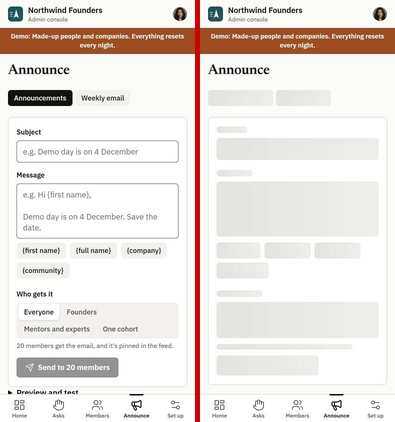 Northwind Founders
Admin console
Demo: Made-up people and companies. Everything resets
every night.
Announce
Announcements
Weekly email
Subject
e.g. Demo day is on 4 December
Message
e.g. Hi {first name},
Demo day is on 4 December. Save the
date,
{first name}
{full name}
{company}
{community}
Who gets it
Everyone
Founders
Mentors and experts
One cohort
20 members get the email, and it's pinned in the feed.
Send to 20 members
Preview and test
Home
Asks
Members
Announce
Set up
Northwind Founders
Admin console
Demo: Made-up people and companies. Everything resets
every night.
Announce
Home
Asks
Members
Announce
Set up